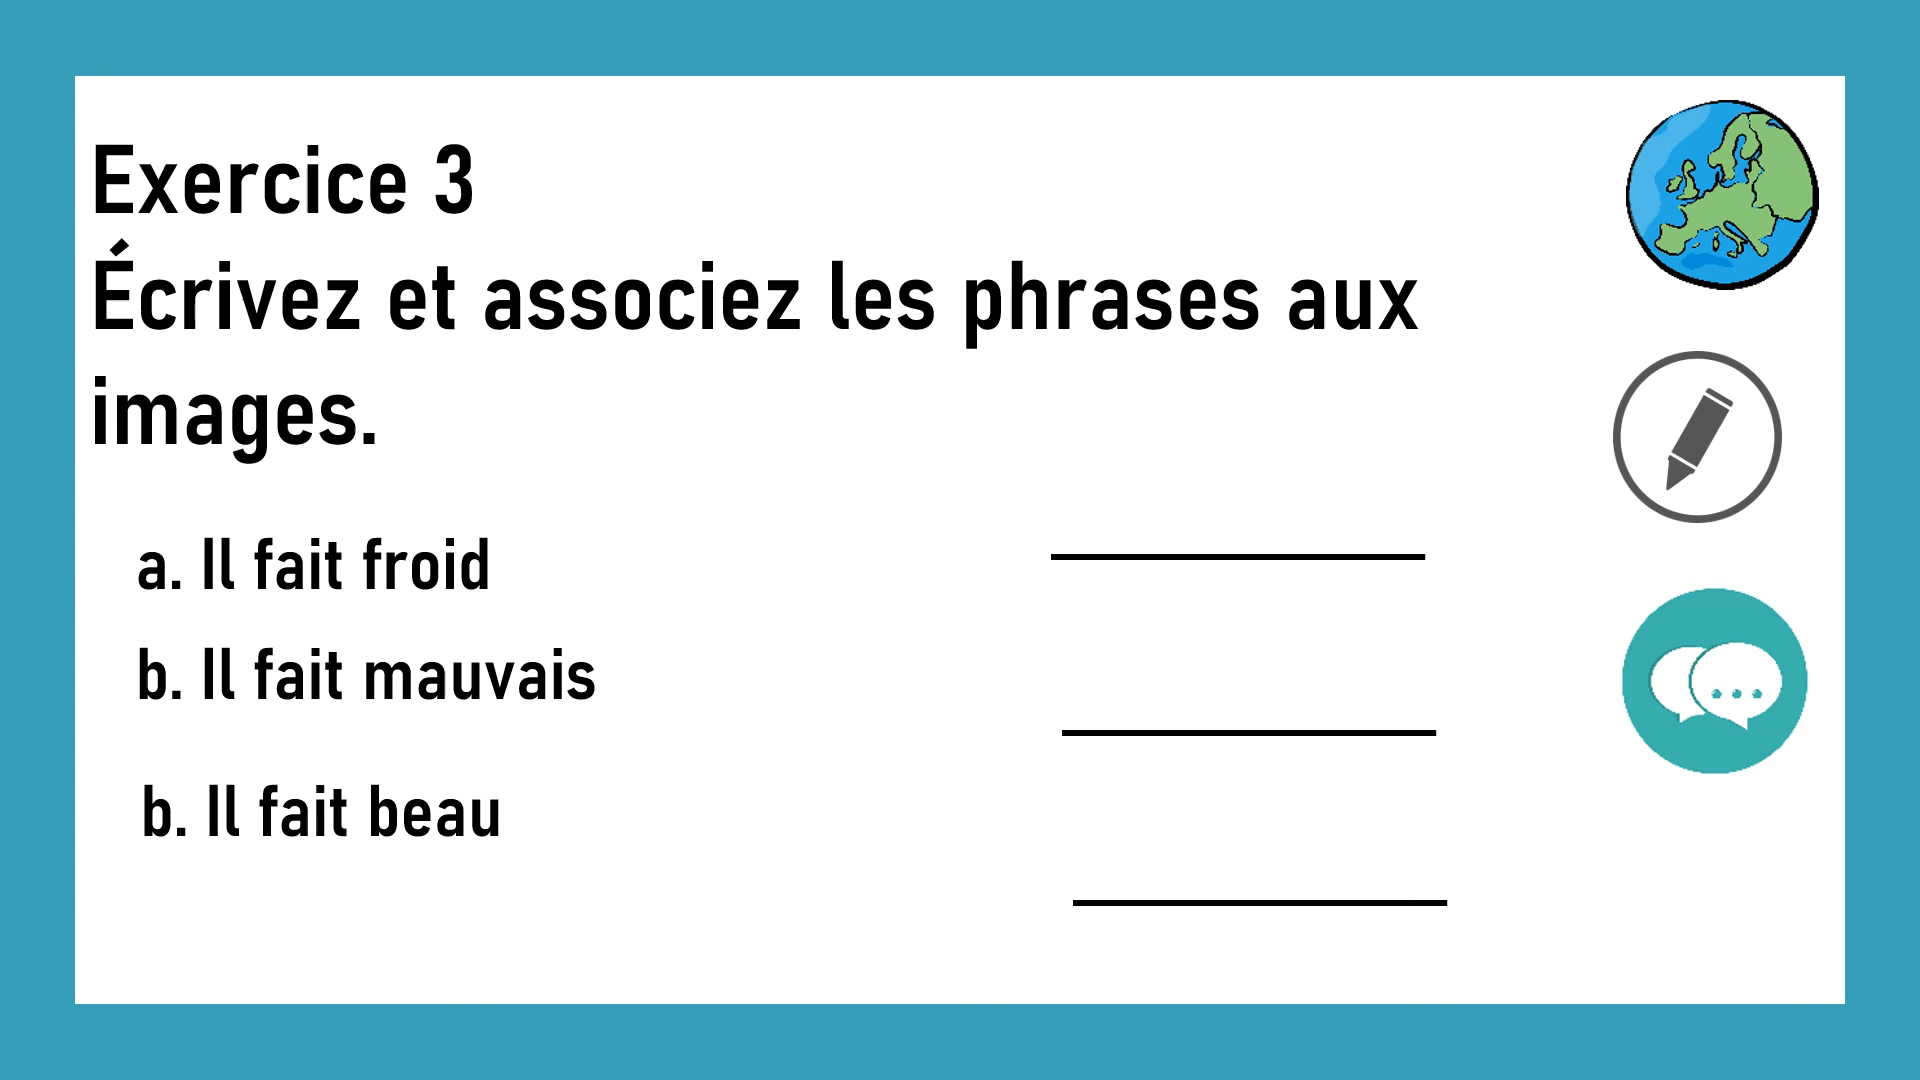 Exercice 3
Écrivez et associez les phrases aux
images.
a. Il fait froid
b. Il fait mauvais
b. Il fait beau